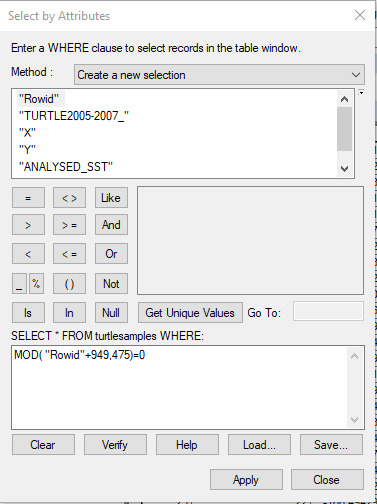 Select by Attributes
Enter a WHERE clause to select records in the table window.
Method : Create a new selection
"Rowid"
"TURTLE2005-2007_"
"X"
"Y"
"ANALYSED_SST"
= < > Like
> > = And
< < = Or
_ % ( ) Not
Is In Null Get Unique Values Go To:
SELECT * FROM turtlesamples WHERE:
MOD( "Rowid"+949,475)=0
Clear Verify Help Load... Save...
Apply Close